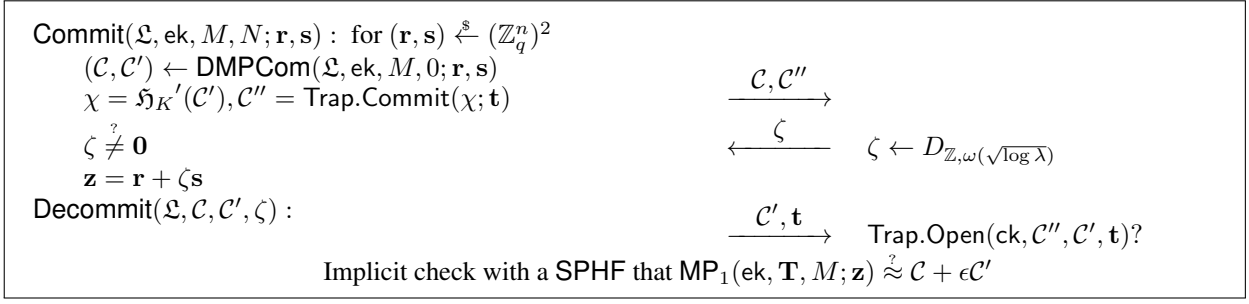 Commit(𝔏, ek, M, N; r, s) : for (r, s) ←$ (ℤ_q^n)^2
(𝒞, 𝒞′) ← DMPCom(𝔏, ek, M, 0; r, s)
χ = ℌ_K′(𝒞′), 𝒞″ = Trap.Commit(χ; t) 𝒞, 𝒞″
ζ ≠? 0 ζ ζ ← D_{ℤ,ω(√log λ)}
z = r + ζs
Decommit(𝔏, 𝒞, 𝒞′, ζ) :
𝒞′, t Trap.Open(ck, 𝒞″, 𝒞′, t)?
Implicit check with a SPHF that MP_1(ek, T, M; z) ≈? 𝒞 + ϵ𝒞′